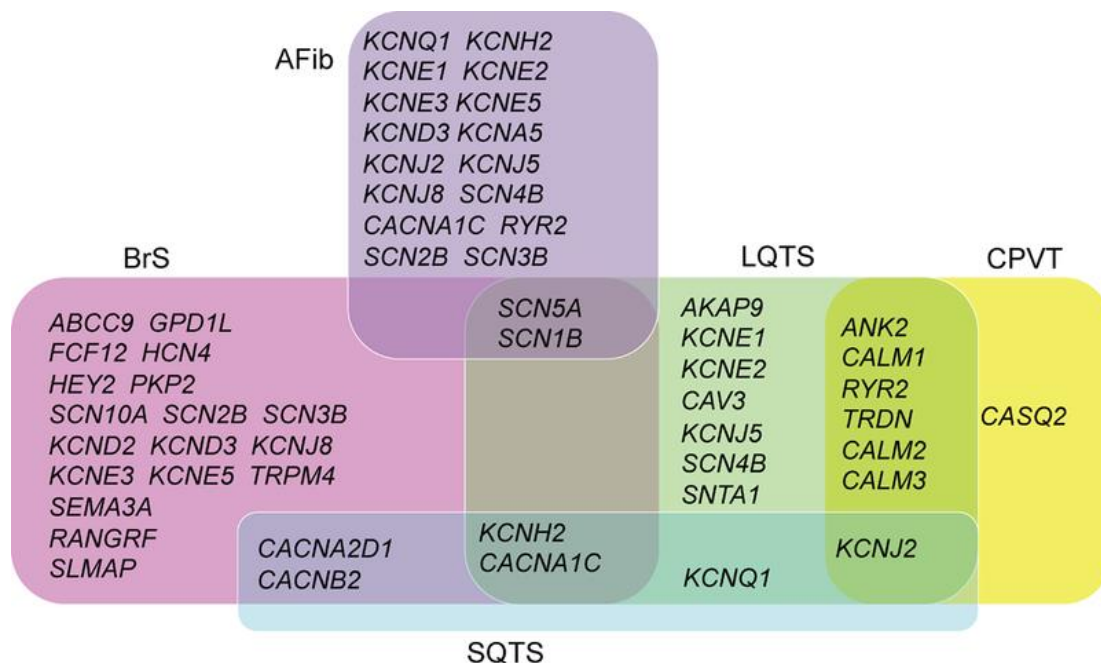 AFib
KCNQ1 KCNH2
KCNE1 KCNE2
KCNE3 KCNE5
KCND3 KCNA5
KCNJ2 KCNJ5
KCNJ8 SCN4B
CACNA1C RYR2
SCN2B SCN3B
BrS
LQTS
CPVT
ABCC9 GPD1L
FCF12 HCN4
HEY2 PKP2
SCN10A SCN2B SCN3B
KCND2 KCND3 KCNJ8
KCNE3 KCNE5 TRPM4
SEMA3A
RANGRF
SLMAP
SCN5A
SCN1B
AKAP9
KCNE1
KCNE2
CAV3
KCNJ5
SCN4B
SNTA1
ANK2
CALM1
RYR2
TRDN
CALM2
CALM3
CASQ2
CACNA2D1
CACNB2
KCNH2
CACNA1C
KCNQ1
KCNJ2
SQTS